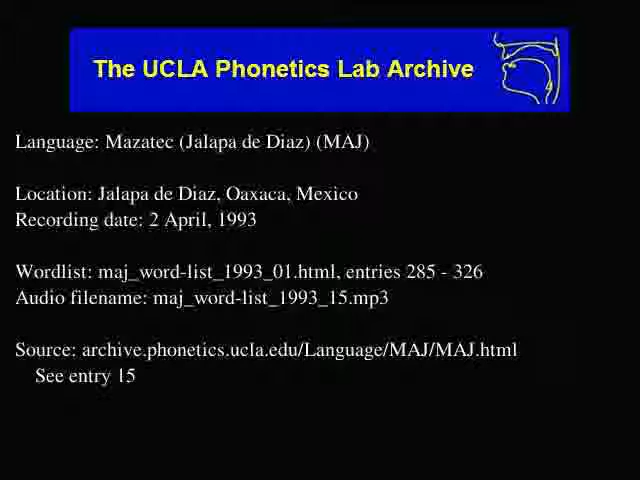 The UCLA Phonetics Lab Archive
Language: Mazatec (Jalapa de Diaz) (MAJ)
Location: Jalapa de Diaz, Oaxaca, Mexico
Recording date: 2 April, 1993
Wordlist: maj_word-list_1993_01.html, entries 285 - 326
Audio filename: maj_word-list_1993_15.mp3
Source: archive.phonetics.ucla.edu/Language/MAJ/MAJ.html
See entry 15